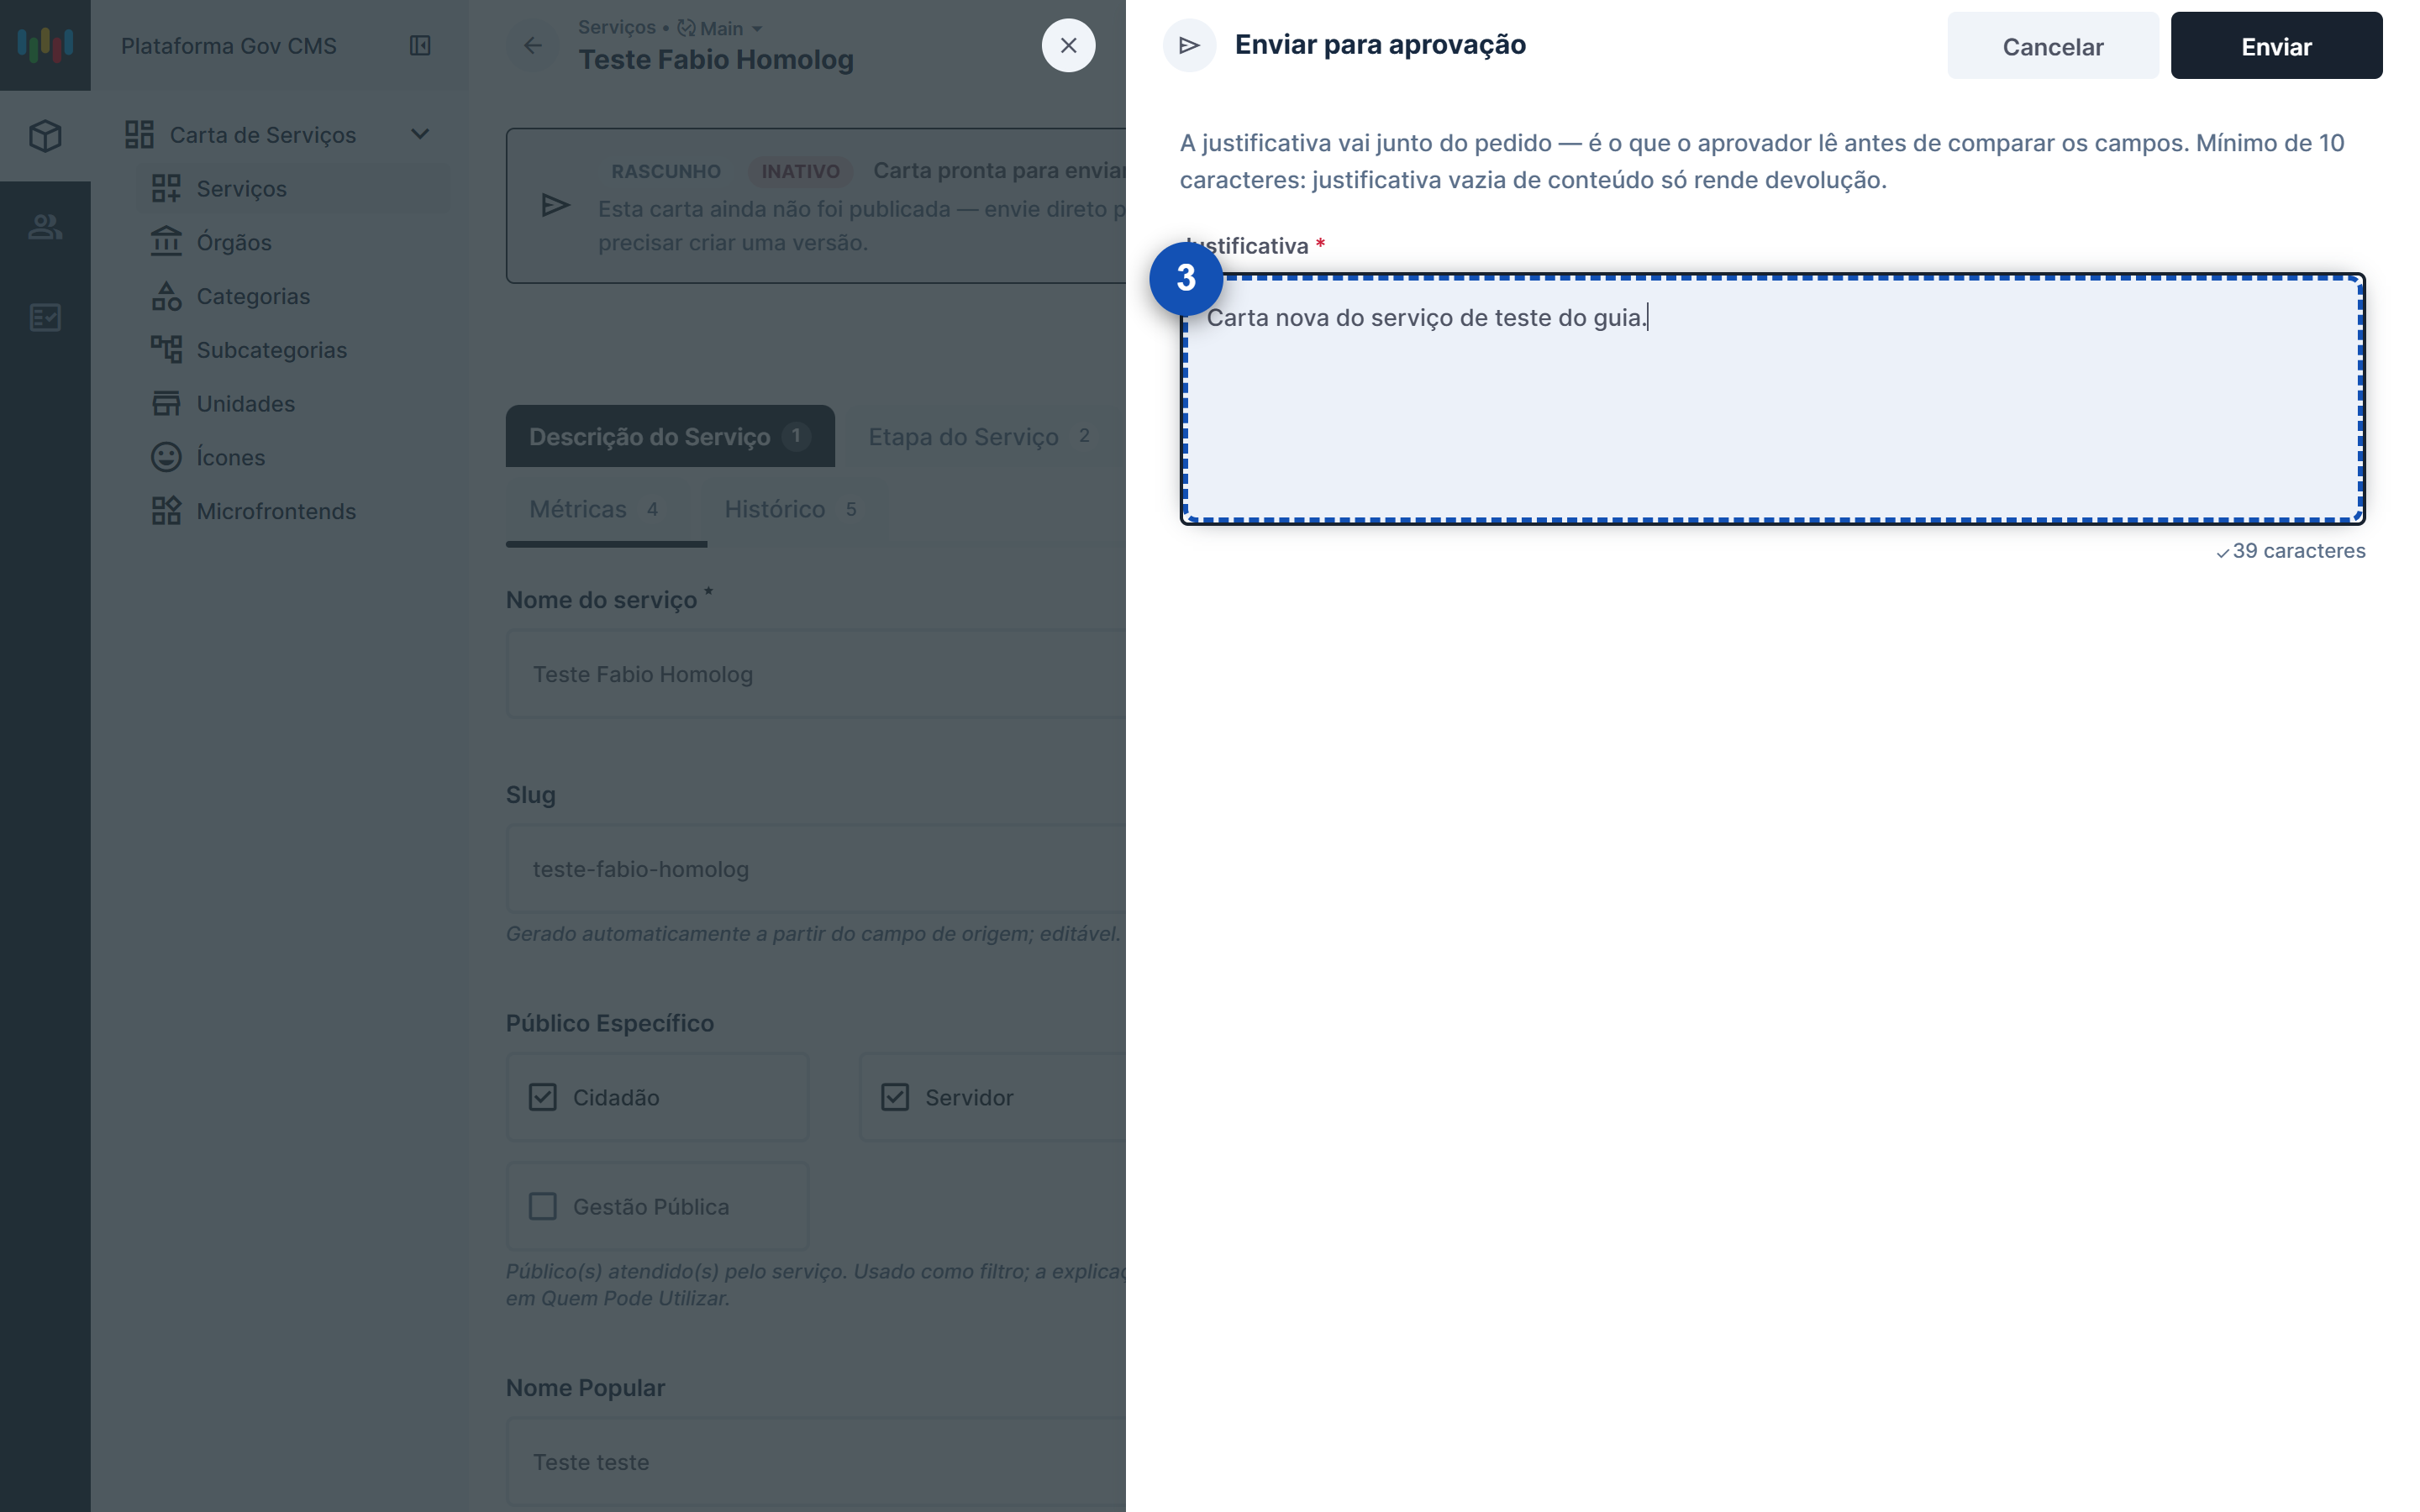 Plataforma Gov CMS
Carta de Serviços
Serviços
Órgãos
Categorias
Subcategorias
Unidades
Ícones
Microfrontends
Serviços • Main
Teste Fabio Homolog
RASCUNHO INATIVO Carta pronta para enviar
Esta carta ainda não foi publicada — envie direto p
precisar criar uma versão.
Descrição do Serviço 1
Etapa do Serviço 2
Métricas 4
Histórico 5
Nome do serviço *
Teste Fabio Homolog
Slug
teste-fabio-homolog
Gerado automaticamente a partir do campo de origem; editável.
Público Específico
Cidadão
Servidor
Gestão Pública
Público(s) atendido(s) pelo serviço. Usado como filtro; a explicaç
em Quem Pode Utilizar.
Nome Popular
Teste teste
Enviar para aprovação
Cancelar
Enviar
A justificativa vai junto do pedido — é o que o aprovador lê antes de comparar os campos. Mínimo de 10
caracteres: justificativa vazia de conteúdo só rende devolução.
Justificativa *
3
Carta nova do serviço de teste do guia.
39 caracteres